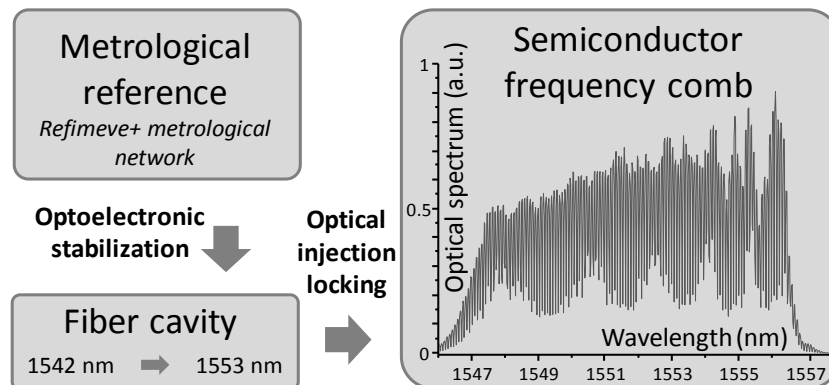 Metrological
reference
Refimeve+ metrological
network
Optoelectronic
stabilization
Optical
injection
locking
Fiber cavity
1542 nm 1553 nm
Semiconductor
frequency comb
Optical spectrum (a.u.)
1
0.5
0
Wavelength (nm)
1547 1549 1551 1553 1555 1557